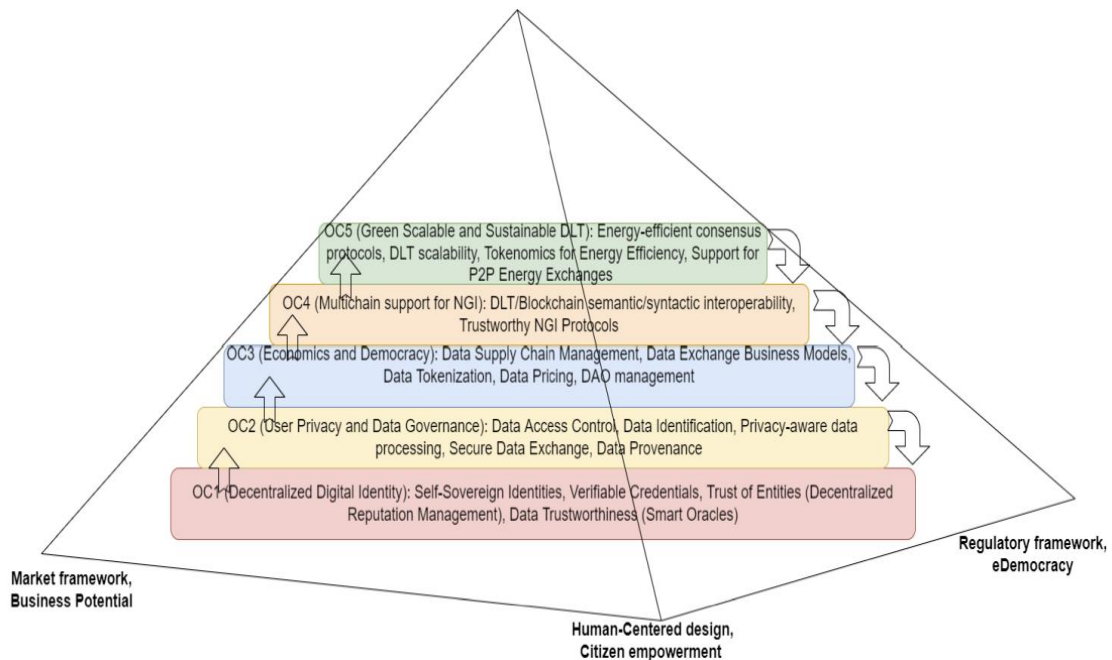 OC5 (Green Scalable and Sustainable DLT): Energy-efficient consensus
protocols, DLT scalability, Tokenomics for Energy Efficiency, Support for
P2P Energy Exchanges
OC4 (Multichain support for NGI): DLT/Blockchain semantic/syntactic interoperability,
Trustworthy NGI Protocols
OC3 (Economics and Democracy): Data Supply Chain Management, Data Exchange Business Models,
Data Tokenization, Data Pricing, DAO management
OC2 (User Privacy and Data Governance): Data Access Control, Data Identification, Privacy-aware data
processing, Secure Data Exchange, Data Provenance
OC1 (Decentralized Digital Identity): Self-Sovereign Identities, Verifiable Credentials, Trust of Entities (Decentralized
Reputation Management), Data Trustworthiness (Smart Oracles)
Market framework,
Business Potential
Human-Centered design,
Citizen empowerment
Regulatory framework,
eDemocracy